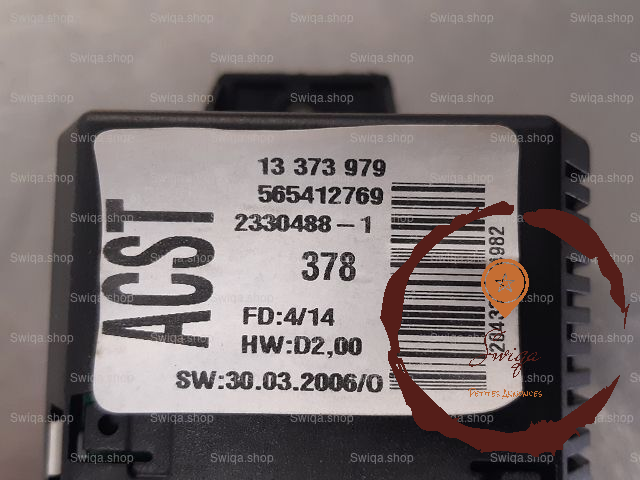 13 373 979
565412769
2330488-1
378
FD:4/14
HW:D2,00
SW:30.03.2006/0
ACST
Swiqa
PETITES ANNONCES
Swiqa.shop